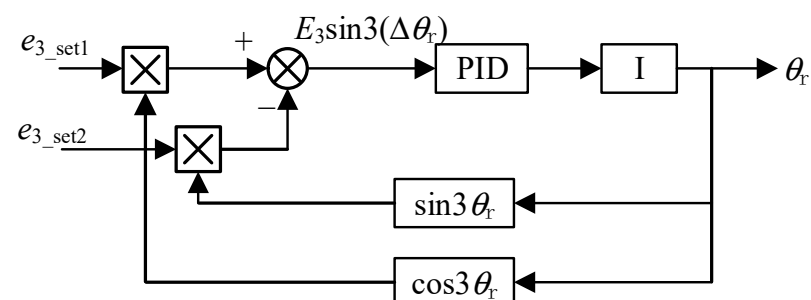 e3_set1
+
E3sin3(Δθr)
PID
I
θr
−
e3_set2
sin3θr
cos3θr